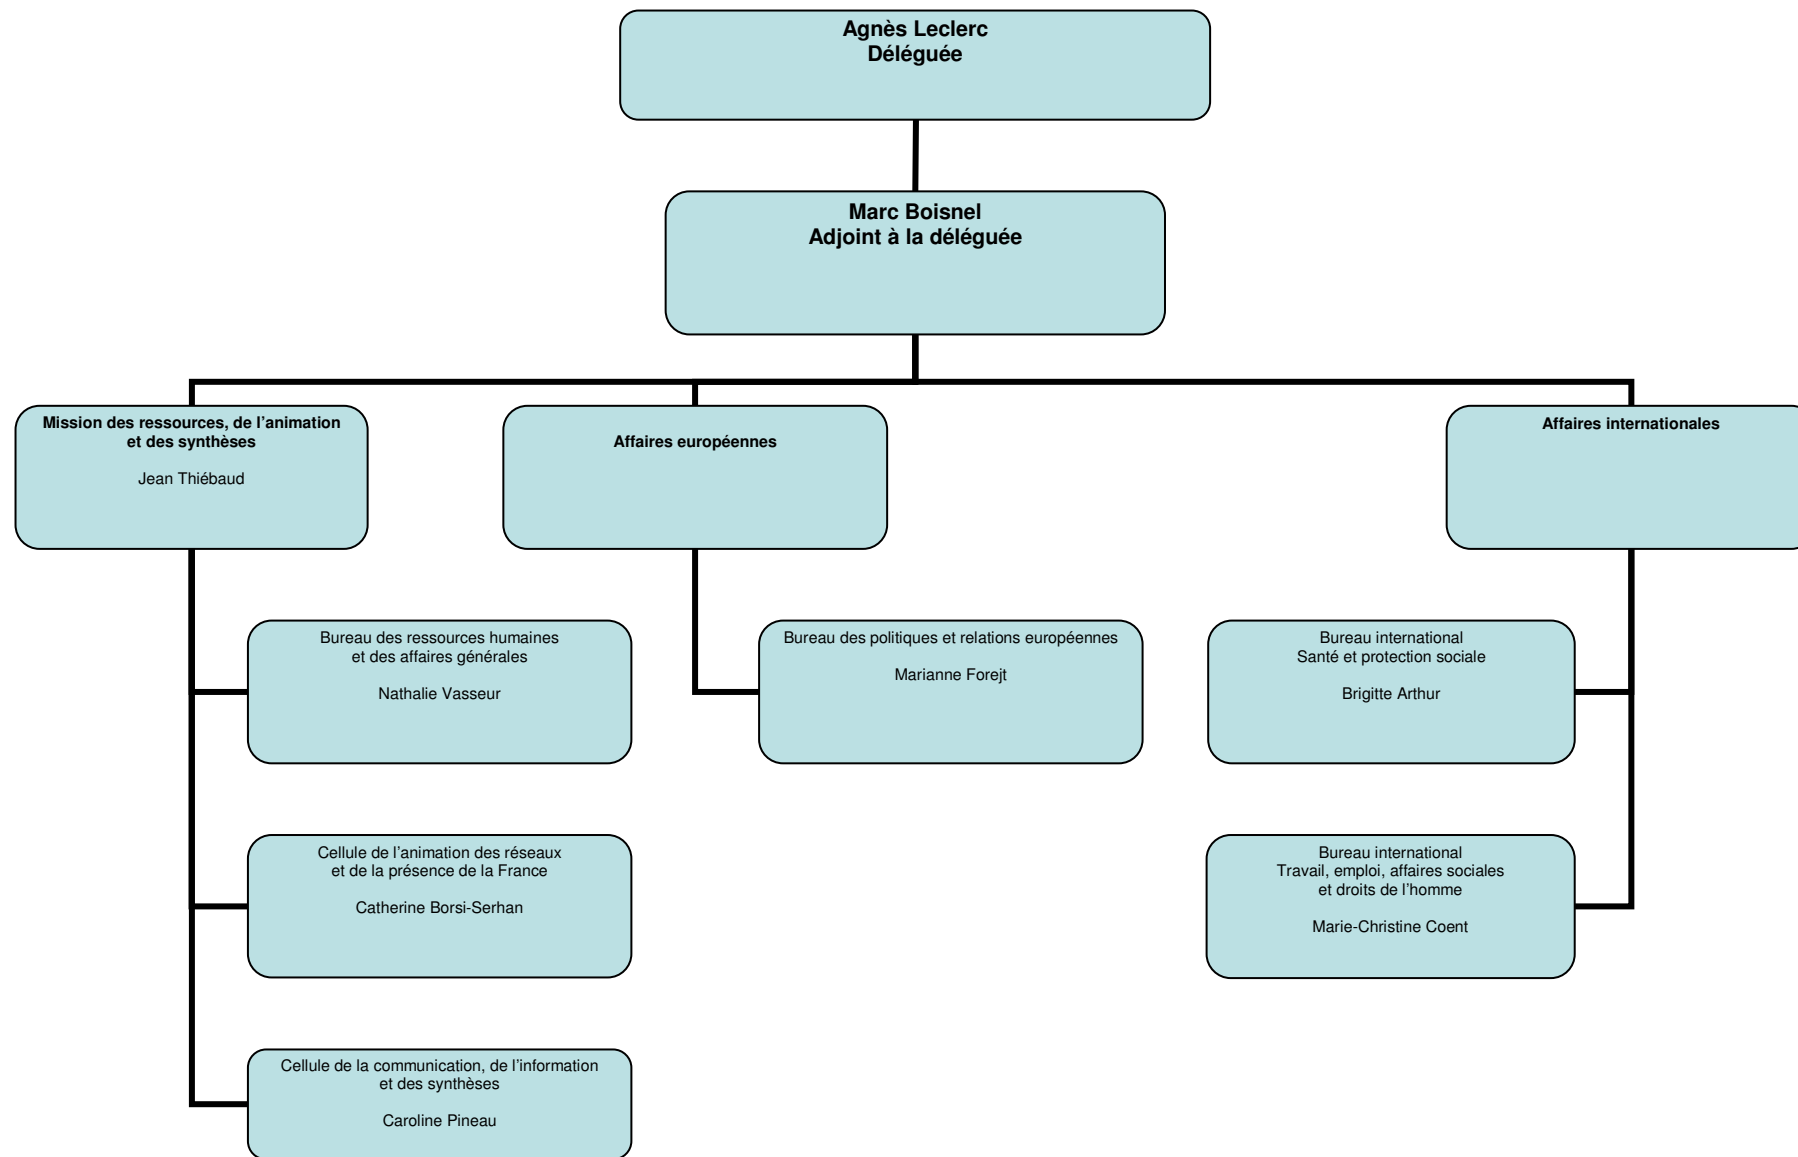 Agnès Leclerc
Déléguée
Marc Boisnel
Adjoint à la déléguée
Mission des ressources, de l’animation
et des synthèses
Jean Thiébaud
Affaires européennes
Affaires internationales
Bureau des ressources humaines
et des affaires générales
Nathalie Vasseur
Bureau des politiques et relations européennes
Marianne Forejt
Bureau international
Santé et protection sociale
Brigitte Arthur
Cellule de l’animation des réseaux
et de la présence de la France
Catherine Borsi-Serhan
Bureau international
Travail, emploi, affaires sociales
et droits de l’homme
Marie-Christine Coent
Cellule de la communication, de l’information
et des synthèses
Caroline Pineau